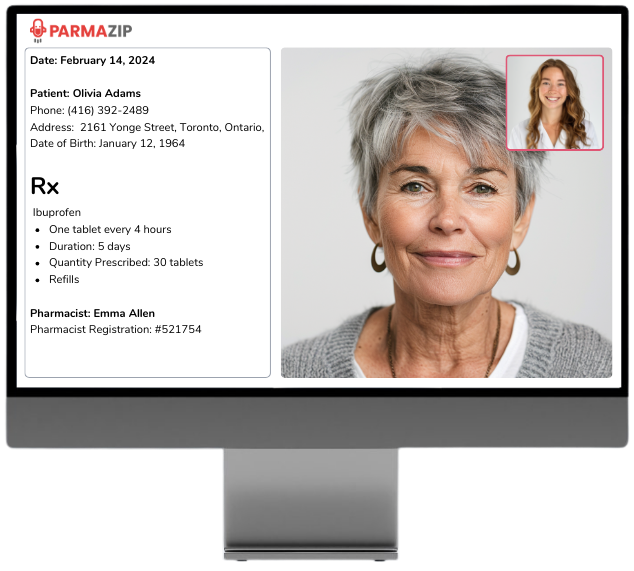 PARMAZIP
Date: February 14, 2024
Patient: Olivia Adams
Phone: (416) 392-2489
Address: 2161 Yonge Street, Toronto, Ontario,
Date of Birth: January 12, 1964
Rx
Ibuprofen
• One tablet every 4 hours
• Duration: 5 days
• Quantity Prescribed: 30 tablets
• Refills
Pharmacist: Emma Allen
Pharmacist Registration: #521754